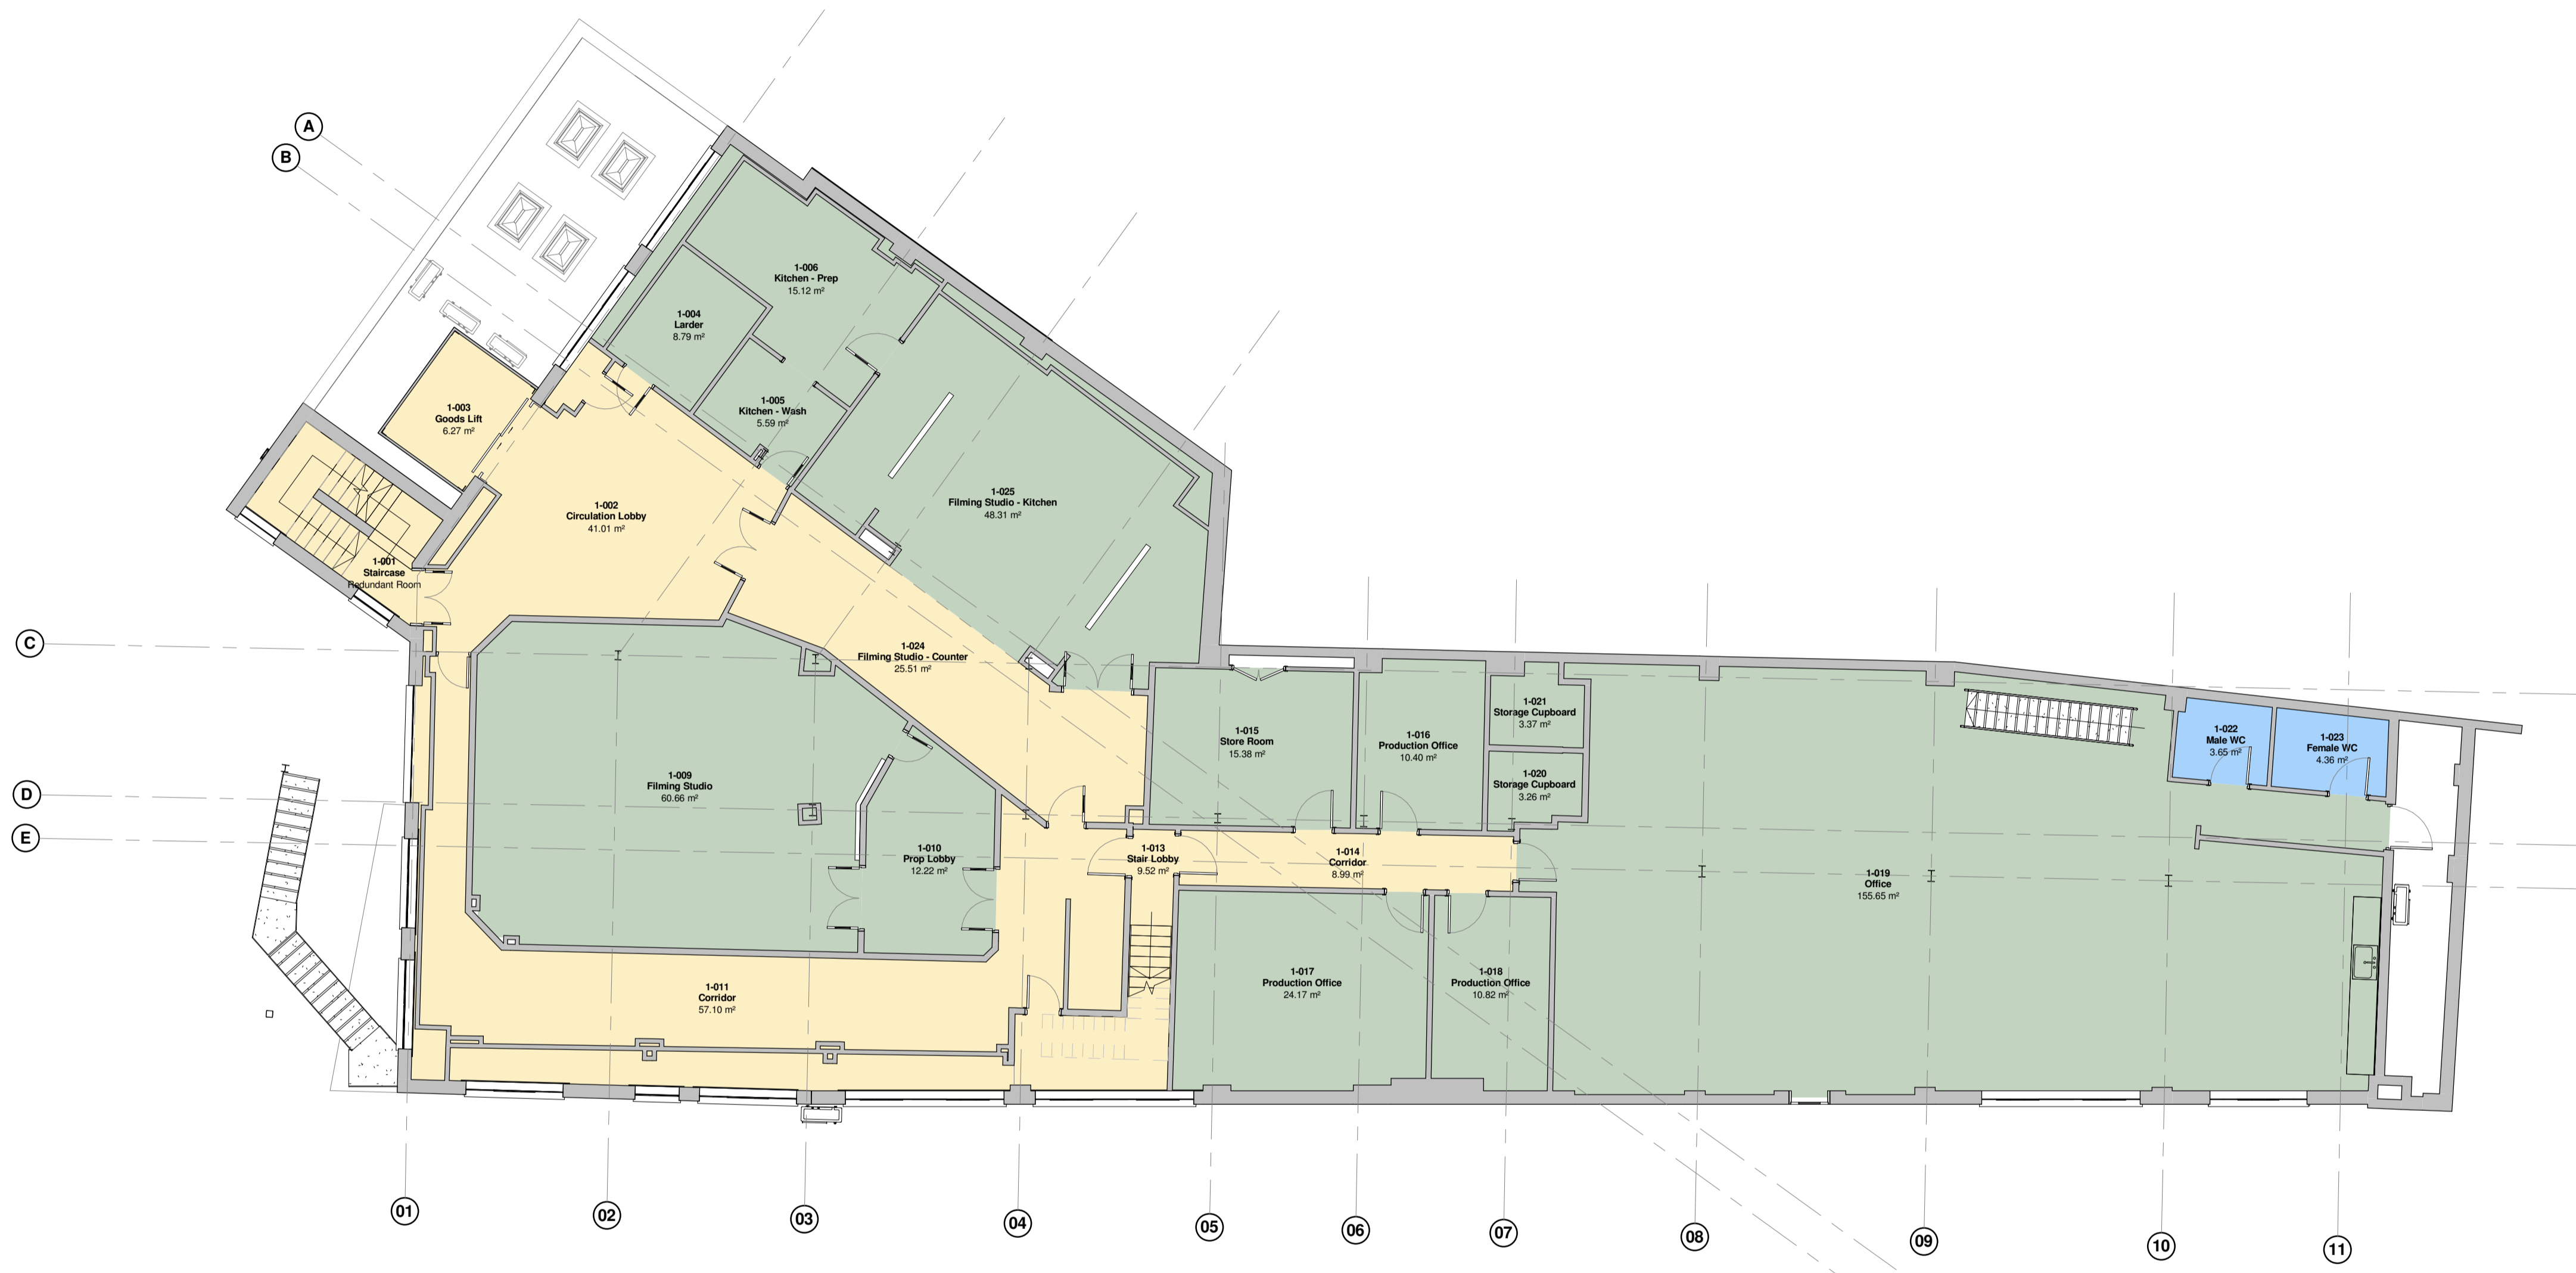 A
B
1-006
Kitchen - Prep
15.12 m²
1-004
Larder
8.79 m²
1-003
Goods Lift
6.27 m²
1-005
Kitchen - Wash
5.59 m²
1-025
Filming Studio - Kitchen
48.31 m²
1-002
Circulation Lobby
41.01 m²
1-001
Staircase
Redundant Room
C
1-024
Filming Studio - Counter
25.51 m²
1-009
Filming Studio
60.66 m²
1-015
Store Room
15.38 m²
1-016
Production Office
10.40 m²
1-021
Storage Cupboard
3.37 m²
1-020
Storage Cupboard
3.26 m²
1-022
Male WC
3.65 m²
1-023
Female WC
4.36 m²
D
E
1-010
Prop Lobby
12.22 m²
1-013
Stair Lobby
9.52 m²
1-014
Corridor
8.99 m²
1-019
Office
155.65 m²
1-011
Corridor
57.10 m²
1-017
Production Office
24.17 m²
1-018
Production Office
10.82 m²
01
02
03
04
05
06
07
08
09
10
11